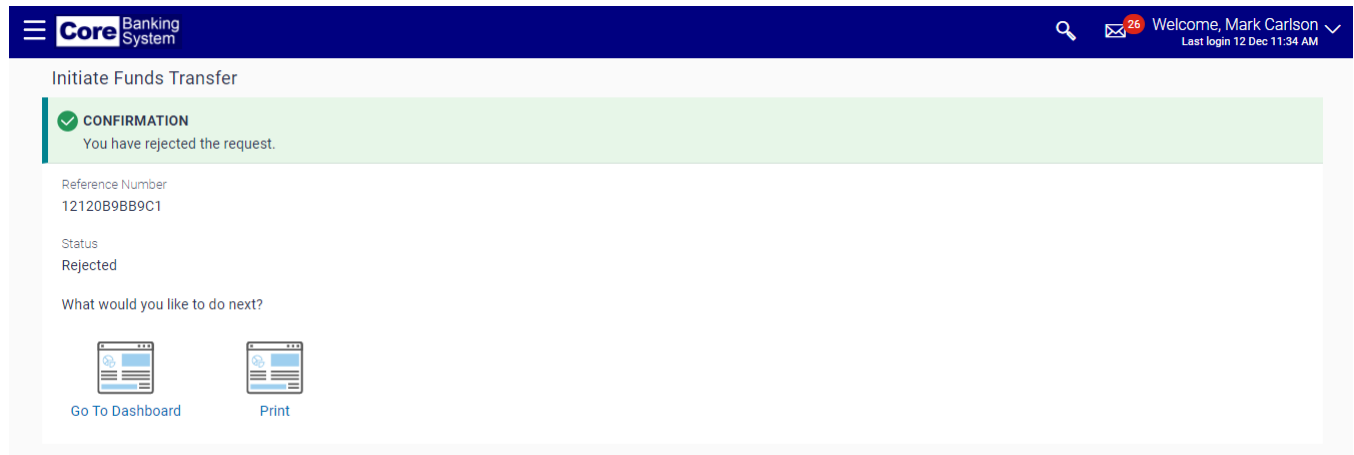 Core Banking System
26
Welcome, Mark Carlson
Last login 12 Dec 11:34 AM
Initiate Funds Transfer
CONFIRMATION
You have rejected the request.
Reference Number
12120B9BB9C1
Status
Rejected
What would you like to do next?
Go To Dashboard
Print